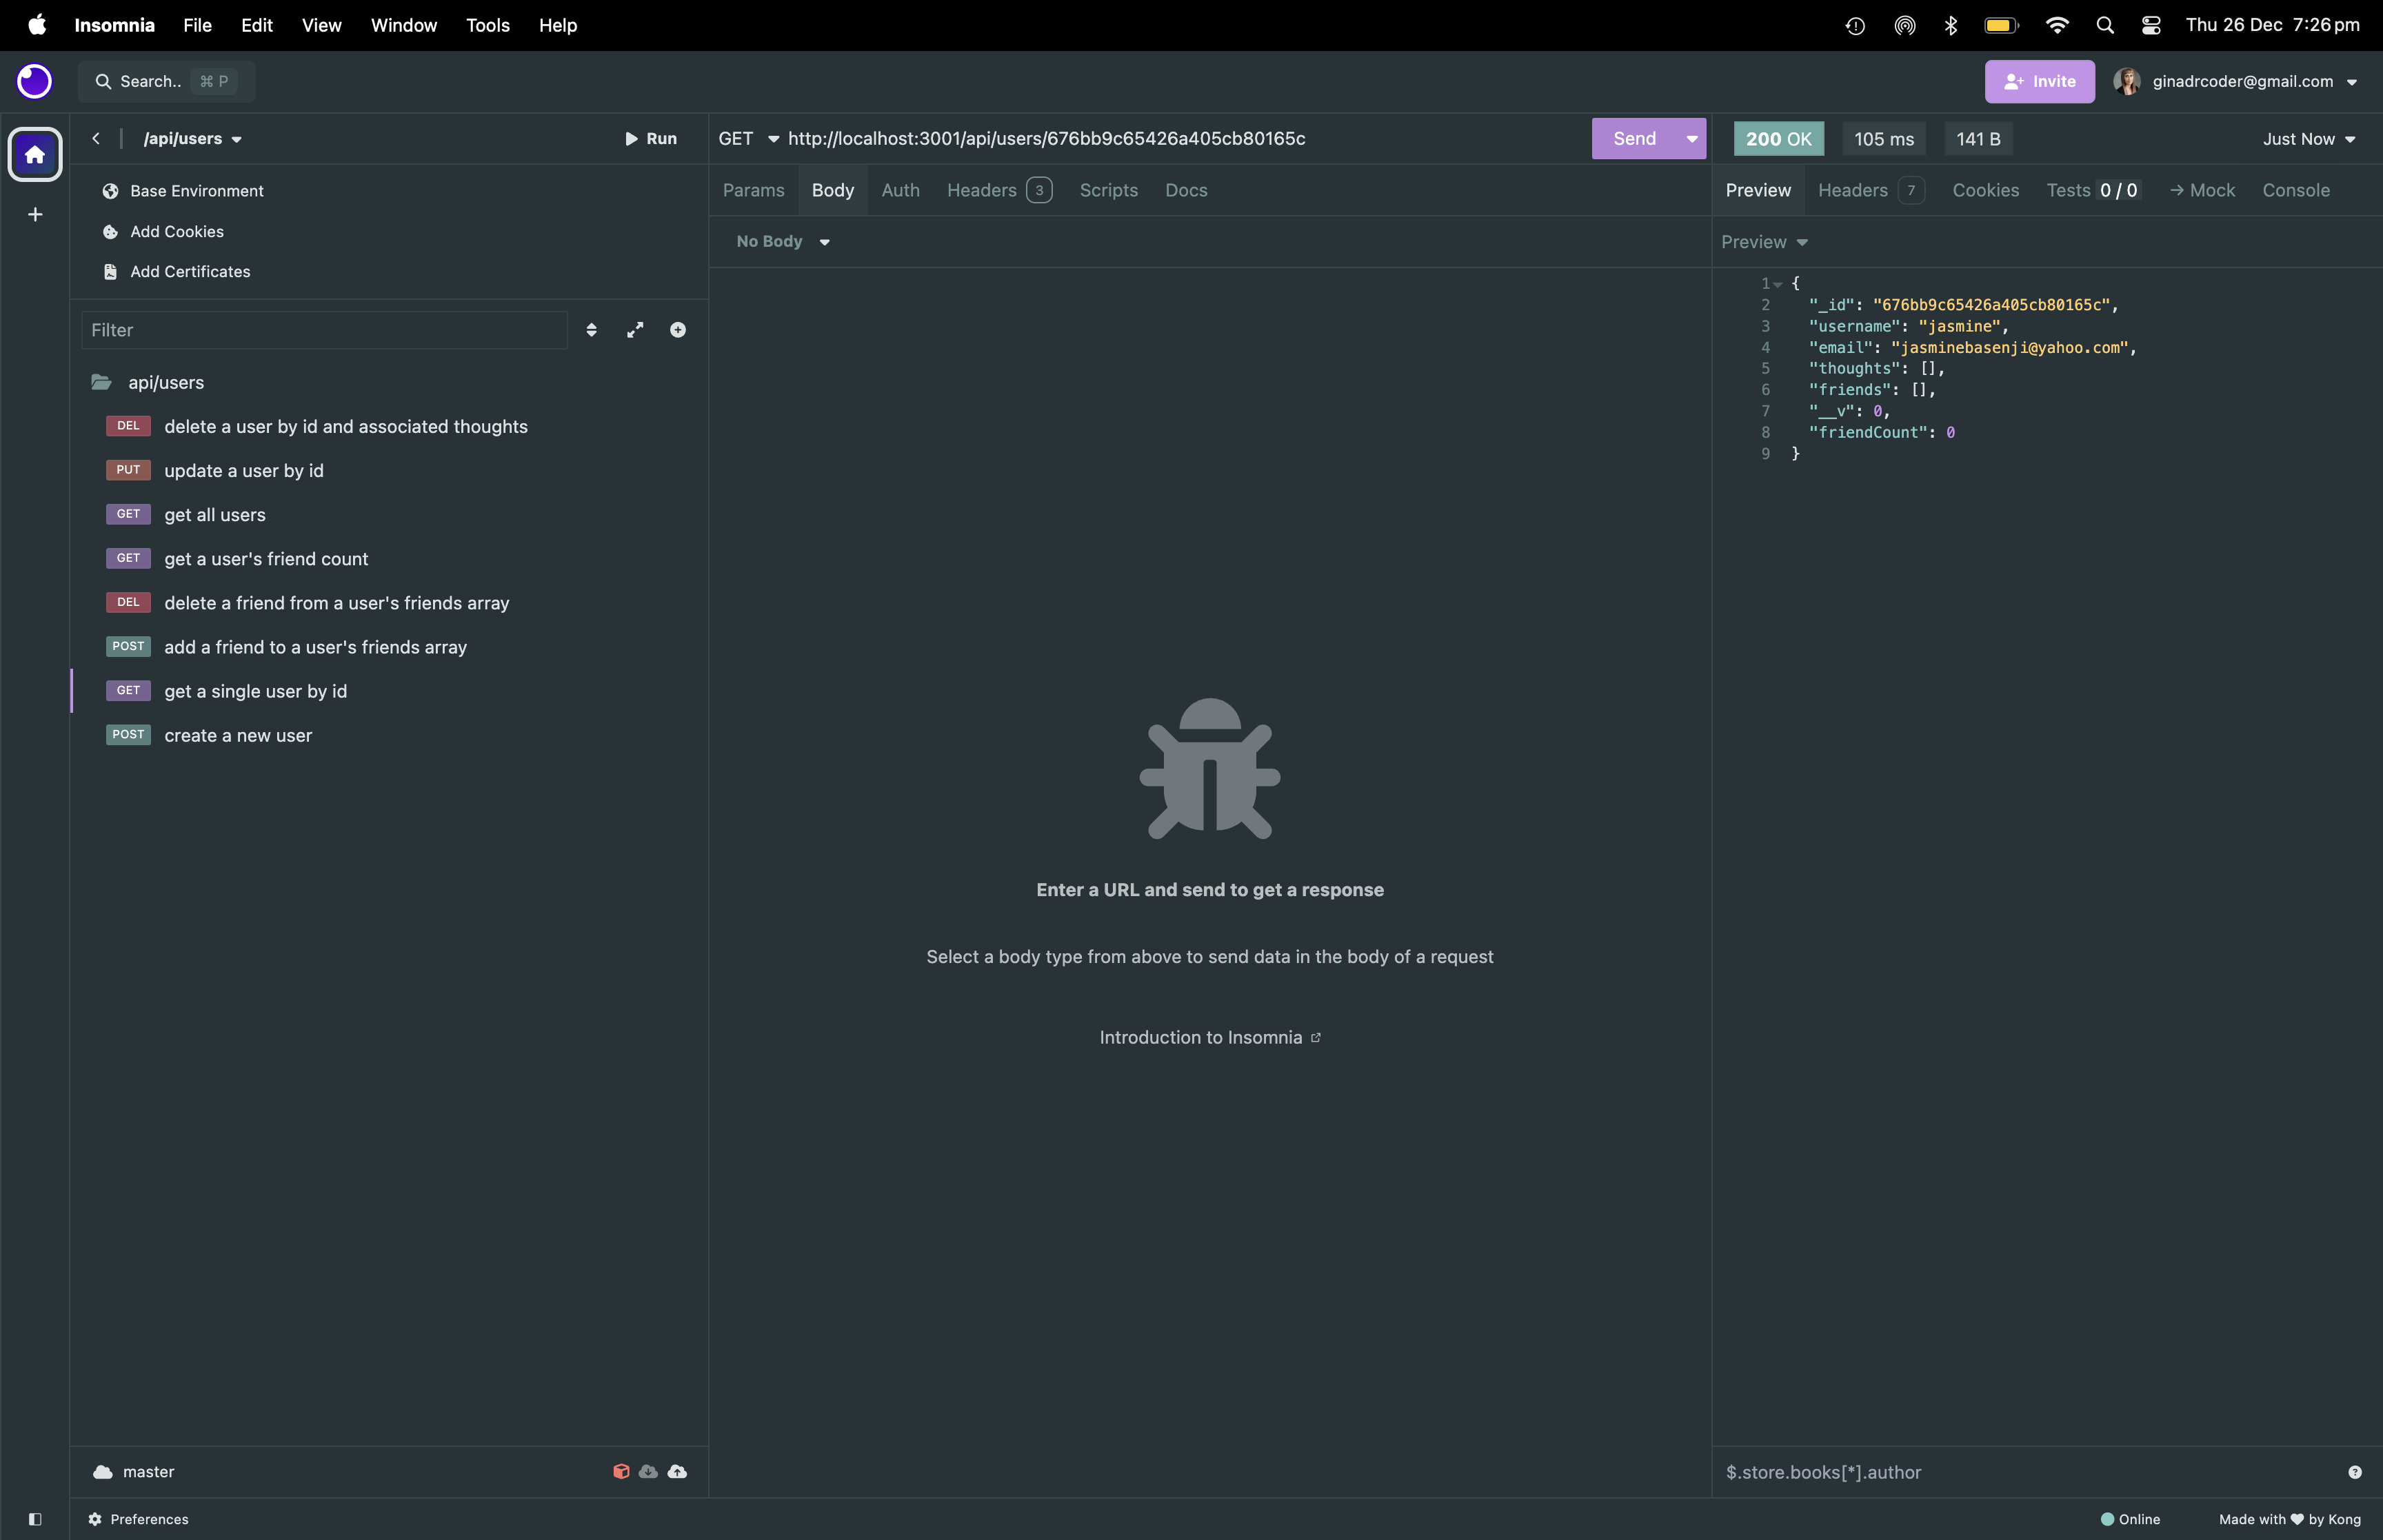 Insomnia File Edit View Window Tools Help Thu 26 Dec 7:26 pm
Search.. ⌘ P Invite ginadrcoder@gmail.com
/api/users Run
Base Environment
Add Cookies
Add Certificates
Filter
api/users
DEL delete a user by id and associated thoughts
PUT update a user by id
GET get all users
GET get a user's friend count
DEL delete a friend from a user's friends array
POST add a friend to a user's friends array
GET get a single user by id
POST create a new user
master
GET http://localhost:3001/api/users/676bb9c65426a405cb80165c Send
Params Body Auth Headers 3 Scripts Docs
No Body
Enter a URL and send to get a response
Select a body type from above to send data in the body of a request
Introduction to Insomnia
200 OK 105 ms 141 B Just Now
Preview Headers 7 Cookies Tests 0 / 0 → Mock Console
Preview
1 {
2 "_id": "676bb9c65426a405cb80165c",
3 "username": "jasmine",
4 "email": "jasminebasenji@yahoo.com",
5 "thoughts": [],
6 "friends": [],
7 "__v": 0,
8 "friendCount": 0
9 }
$.store.books[*].author ?
Preferences Online Made with ♥ by Kong